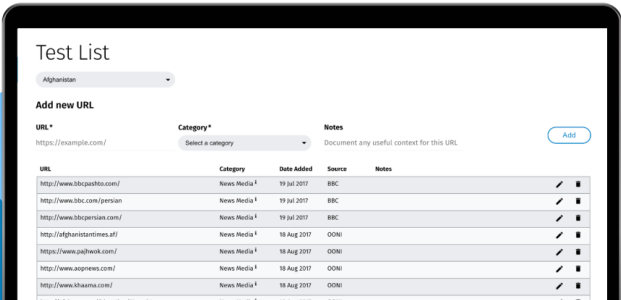 Test List
Afghanistan
Add new URL
URL* Category* Notes
https://example.com/ Select a category Document any useful context for this URL Add
URL Category Date Added Source Notes
http://www.bbcpashto.com/ News Media i 19 Jul 2017 BBC
http://www.bbc.com/persian News Media i 19 Jul 2017 BBC
http://www.bbcpersian.com/ News Media i 19 Jul 2017 BBC
http://afghanistantimes.af/ News Media i 18 Aug 2017 OONI
https://www.pajhwok.com/ News Media i 18 Aug 2017 OONI
http://www.aopnews.com/ News Media i 18 Aug 2017 OONI
http://www.khaama.com/ News Media i 18 Aug 2017 OONI